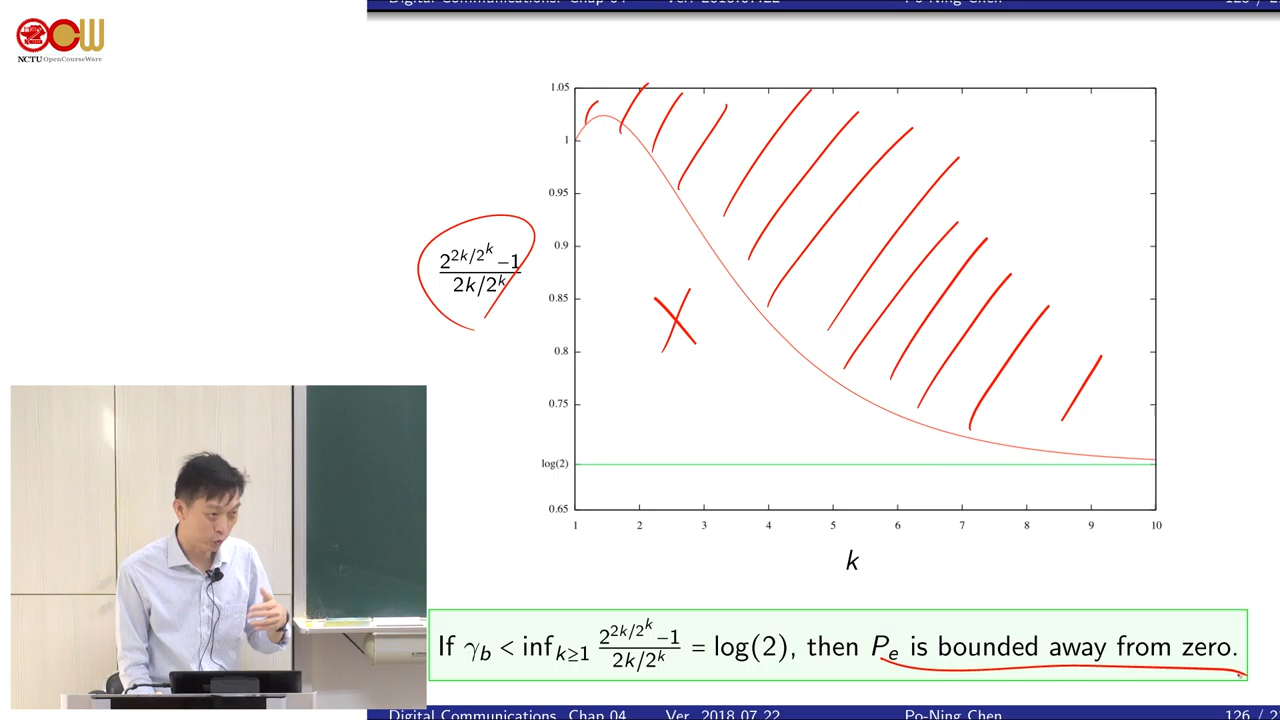 Digital Communications. Chap 04 Ver. 2018.07.22 Po-Ning Chen 126 / 2
OCW
NCTU OpenCourseWare
1.05
1
0.95
0.9
2^{2k/2^k} –1
2k/2^k
0.85
0.8
0.75
log(2)
0.65
1 2 3 4 5 6 7 8 9 10
k
If γ_b < inf_{k≥1} \frac{2^{2k/2^k} –1}{2k/2^k} = log(2), then P_e is bounded away from zero.
Digital Communications. Chap 04 Ver. 2018.07.22 Po-Ning Chen 126 / 2